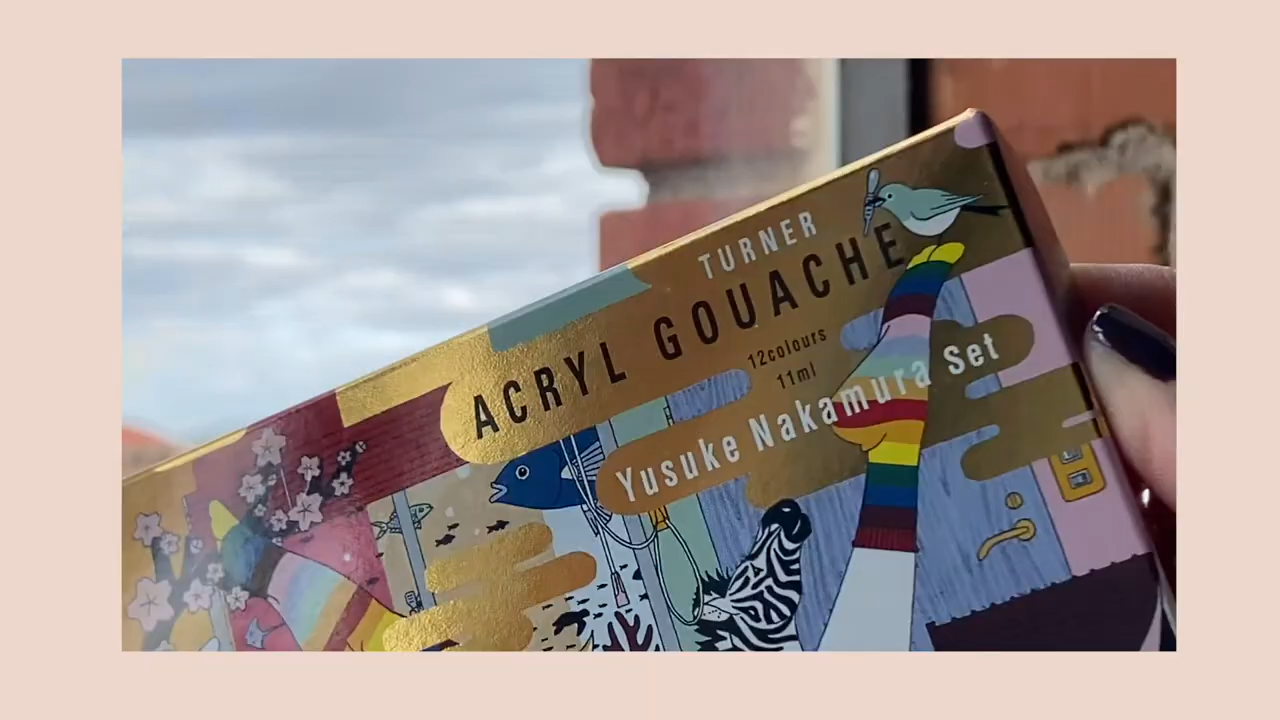 TURNER
ACRYL GOUACHE
12colours
11ml
Yusuke Nakamura Set